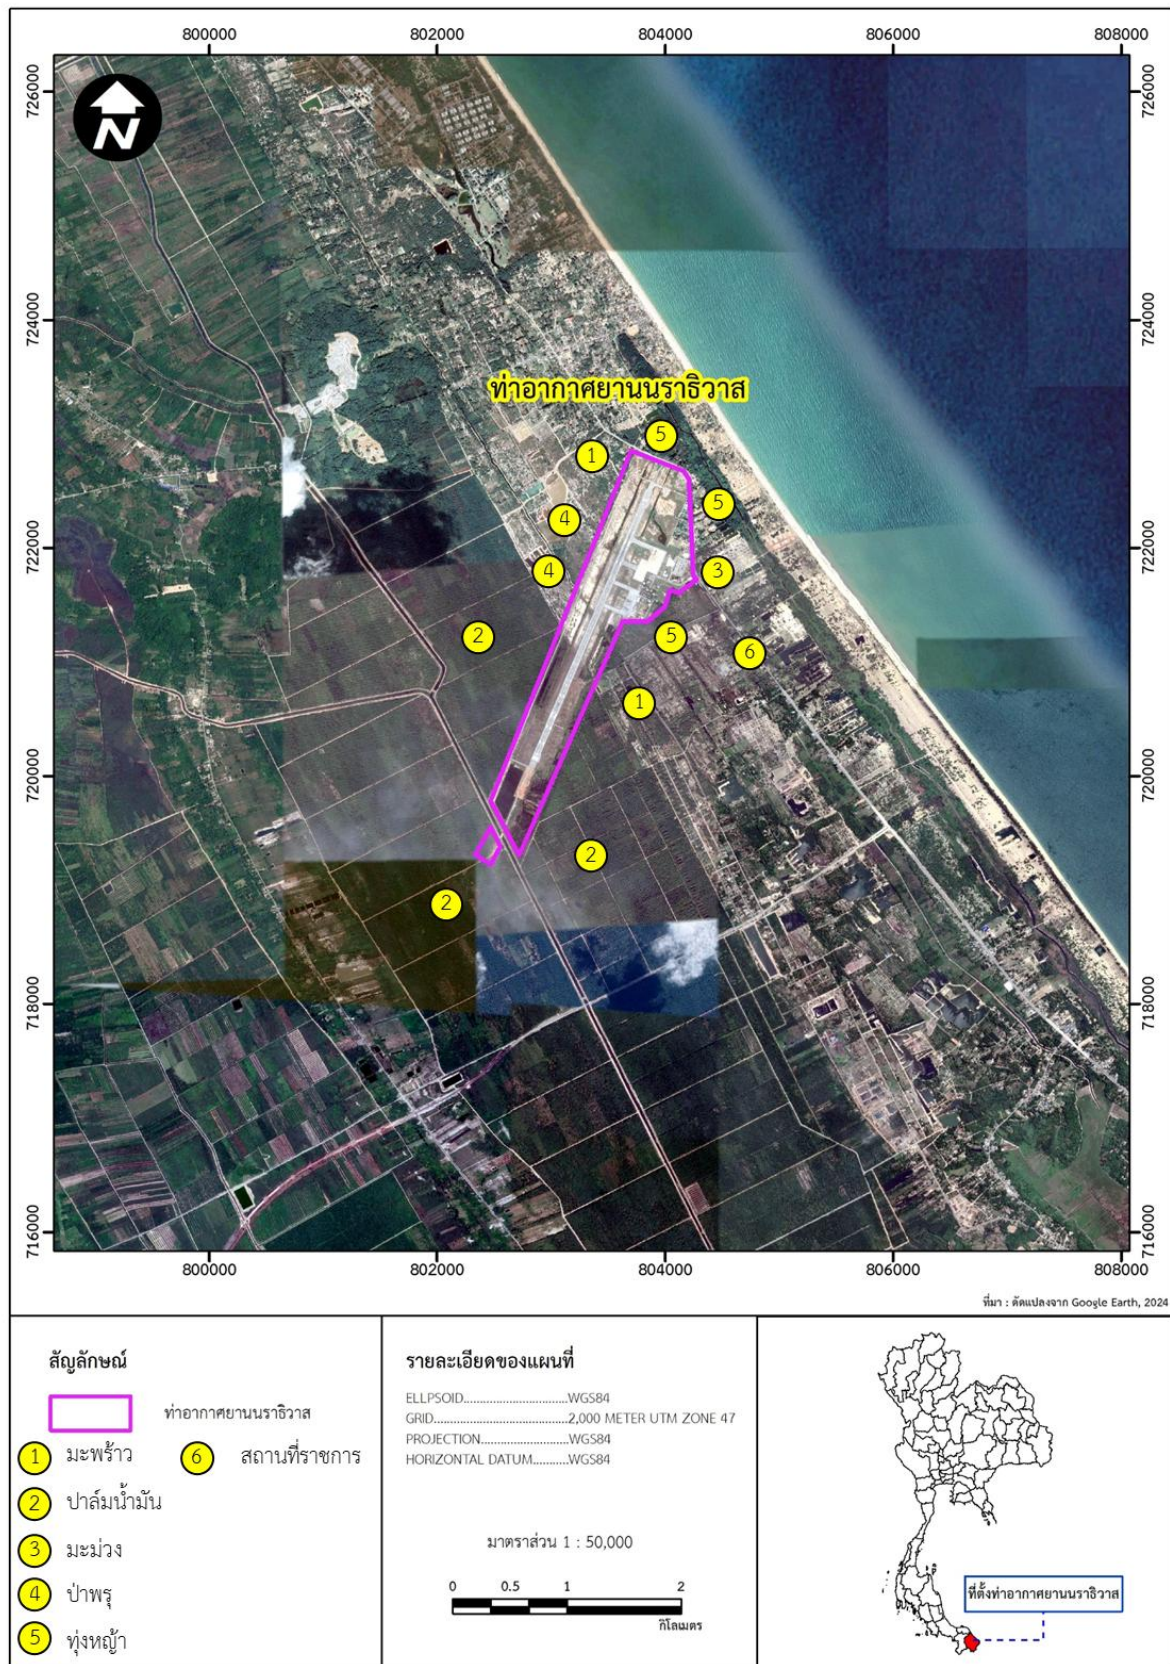 800000 802000 804000 806000 808000
726000 726000
N
724000 724000
ท่าอากาศยานนราธิวาส
5
1
5
4
722000 722000
4 3
2 5
6
1
720000 720000
2
2
718000 718000
716000 716000
800000 802000 804000 806000 808000
ที่มา : ดัดแปลงจาก Google Earth, 2024
สัญลักษณ์
ท่าอากาศยานนราธิวาส
1 มะพร้าว 6 สถานที่ราชการ
2 ปาล์มน้ำมัน
3 มะม่วง
4 ป่าพรุ
5 ทุ่งหญ้า
รายละเอียดของแผนที่
ELLPSOID.......................WGS84
GRID.............................2,000 METER UTM ZONE 47
PROJECTION...................WGS84
HORIZONTAL DATUM........WGS84
มาตราส่วน 1 : 50,000
0 0.5 1 2
กิโลเมตร
ที่ตั้งท่าอากาศยานนราธิวาส